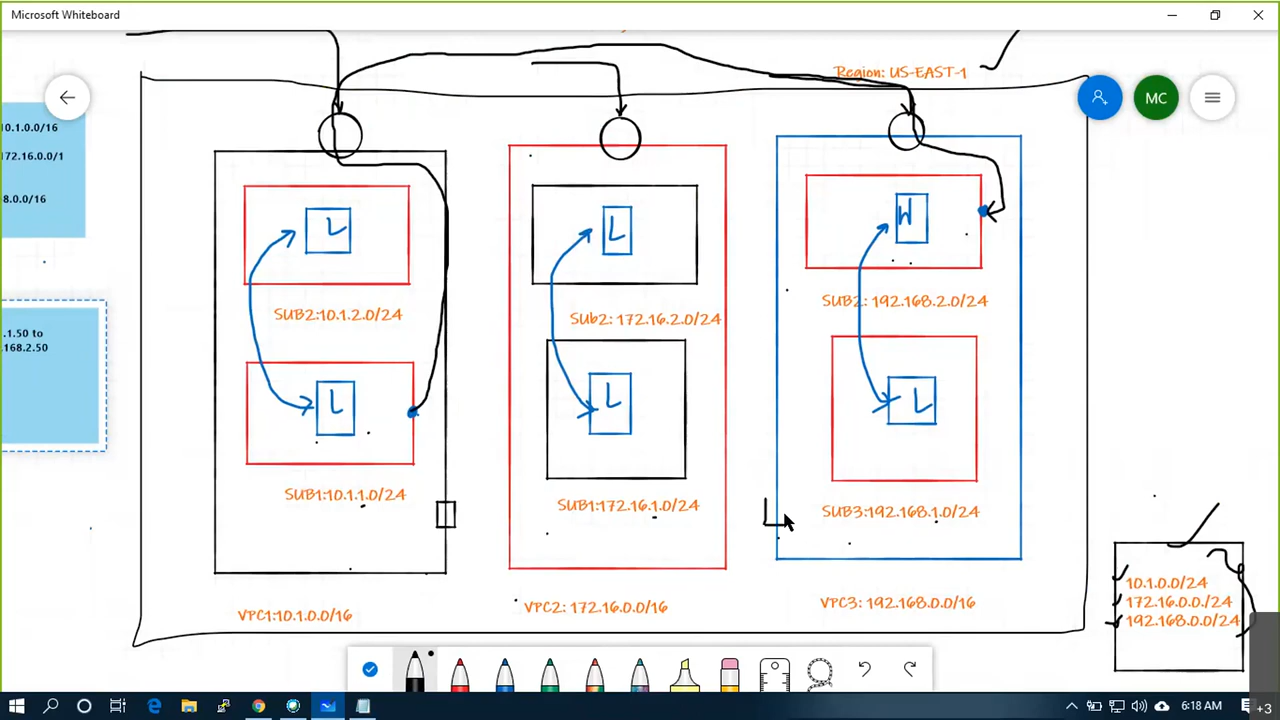 Microsoft Whiteboard
Region: US-EAST-1
MC
10.1.0.0/16
172.16.0.0/1
8.0.0/16
.1.50 to
.168.2.50
L
L
W
SUB2:10.1.2.0/24
Sub2: 172.16.2.0/24
SUB2: 192.168.2.0/24
L
L
L
SUB1:10.1.1.0/24
SUB1:172.16.1.0/24
SUB3:192.168.1.0/24
VPC1:10.1.0.0/16
VPC2: 172.16.0.0/16
VPC3: 192.168.0.0/16
10.1.0.0/24
172.16.0.0/24
192.168.0.0/24
6:18 AM
+3